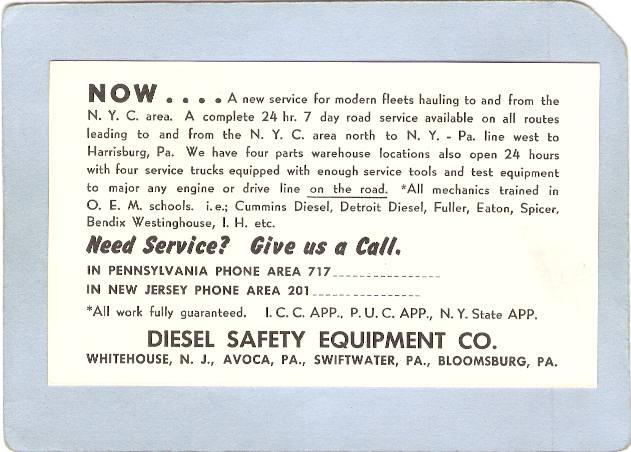 NOW . . . . A new service for modern fleets hauling to and from the
N. Y. C. area. A complete 24 hr. 7 day road service available on all routes
leading to and from the N. Y. C. area north to N. Y. - Pa. line west to
Harrisburg, Pa. We have four parts warehouse locations also open 24 hours
with four service trucks equipped with enough service tools and test equipment
to major any engine or drive line on the road. *All mechanics trained in
O. E. M. schools. i.e.; Cummins Diesel, Detroit Diesel, Fuller, Eaton, Spicer,
Bendix Westinghouse, I. H. etc.
Need Service? Give us a Call.
IN PENNSYLVANIA PHONE AREA 717________________
IN NEW JERSEY PHONE AREA 201________________
*All work fully guaranteed. I. C. C. APP., P. U. C. APP., N. Y. State APP.
DIESEL SAFETY EQUIPMENT CO.
WHITEHOUSE, N. J., AVOCA, PA., SWIFTWATER, PA., BLOOMSBURG, PA.